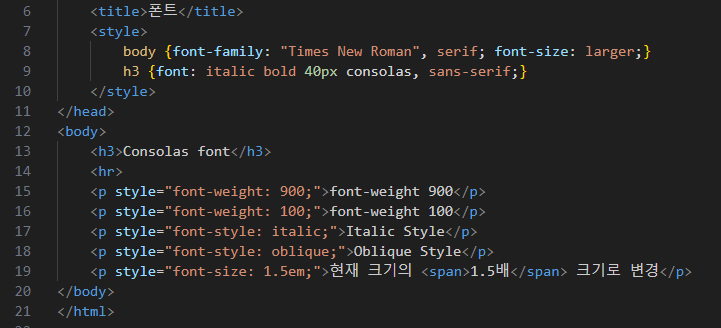 6 <title>폰트</title>
7 <style>
8 body {font-family: "Times New Roman", serif; font-size: larger;}
9 h3 {font: italic bold 40px consolas, sans-serif;}
10 </style>
11 </head>
12 <body>
13 <h3>Consolas font</h3>
14 <hr>
15 <p style="font-weight: 900;">font-weight 900</p>
16 <p style="font-weight: 100;">font-weight 100</p>
17 <p style="font-style: italic;">Italic Style</p>
18 <p style="font-style: oblique;">Oblique Style</p>
19 <p style="font-size: 1.5em;">현재 크기의 <span>1.5배</span> 크기로 변경</p>
20 </body>
21 </html>